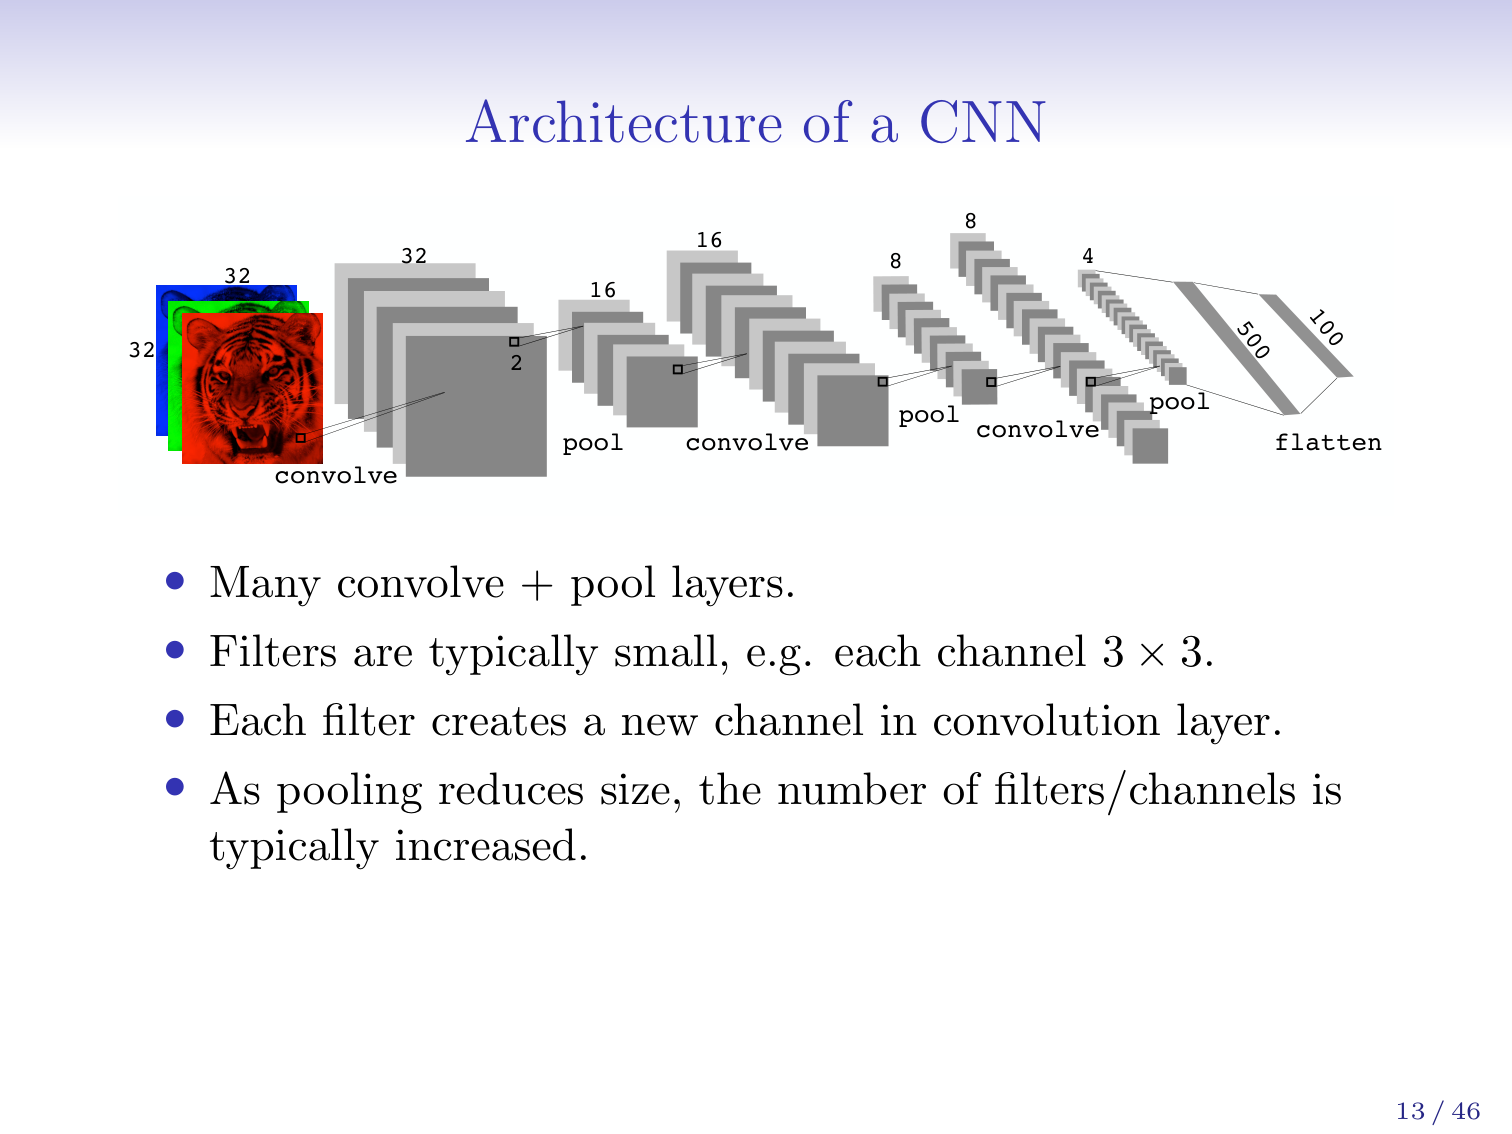 Architecture of a CNN
8
16
32
8
4
32
16
100
500
32
2
pool
pool
convolve
pool
convolve
flatten
convolve
• Many convolve + pool layers.
• Filters are typically small, e.g. each channel 3 × 3.
• Each filter creates a new channel in convolution layer.
• As pooling reduces size, the number of filters/channels is
typically increased.
13 / 46